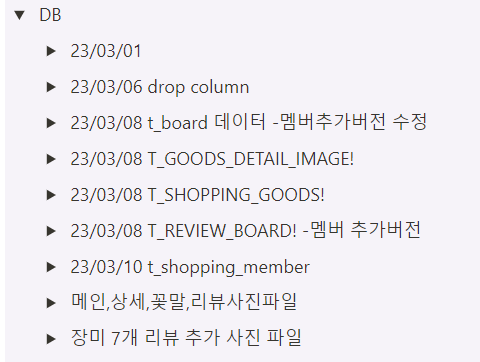 DB
23/03/01
23/03/06 drop column
23/03/08 t_board 데이터 -멤버추가버전 수정
23/03/08 T_GOODS_DETAIL_IMAGE!
23/03/08 T_SHOPPING_GOODS!
23/03/08 T_REVIEW_BOARD! -멤버 추가버전
23/03/10 t_shopping_member
메인,상세,꽃말,리뷰사진파일
장미 7개 리뷰 추가 사진 파일